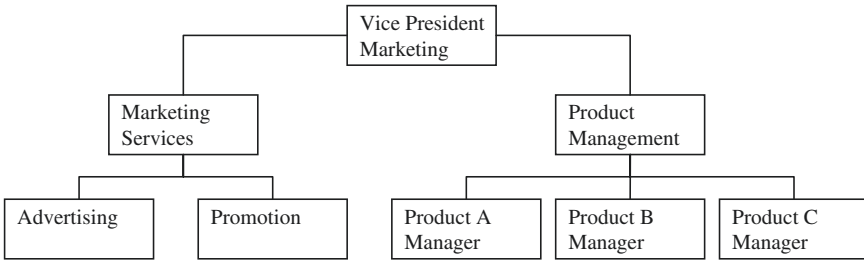 Vice President
Marketing
Marketing
Services
Product
Management
Advertising
Promotion
Product A
Manager
Product B
Manager
Product C
Manager